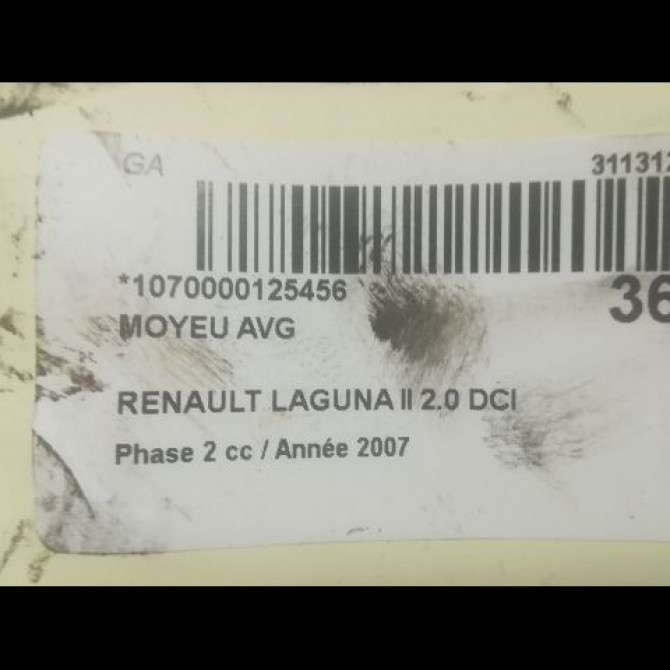 GA 31131
*1070000125456 36
MOYEU AVG
RENAULT LAGUNA II 2.0 DCI
Phase 2 cc / Année 2007